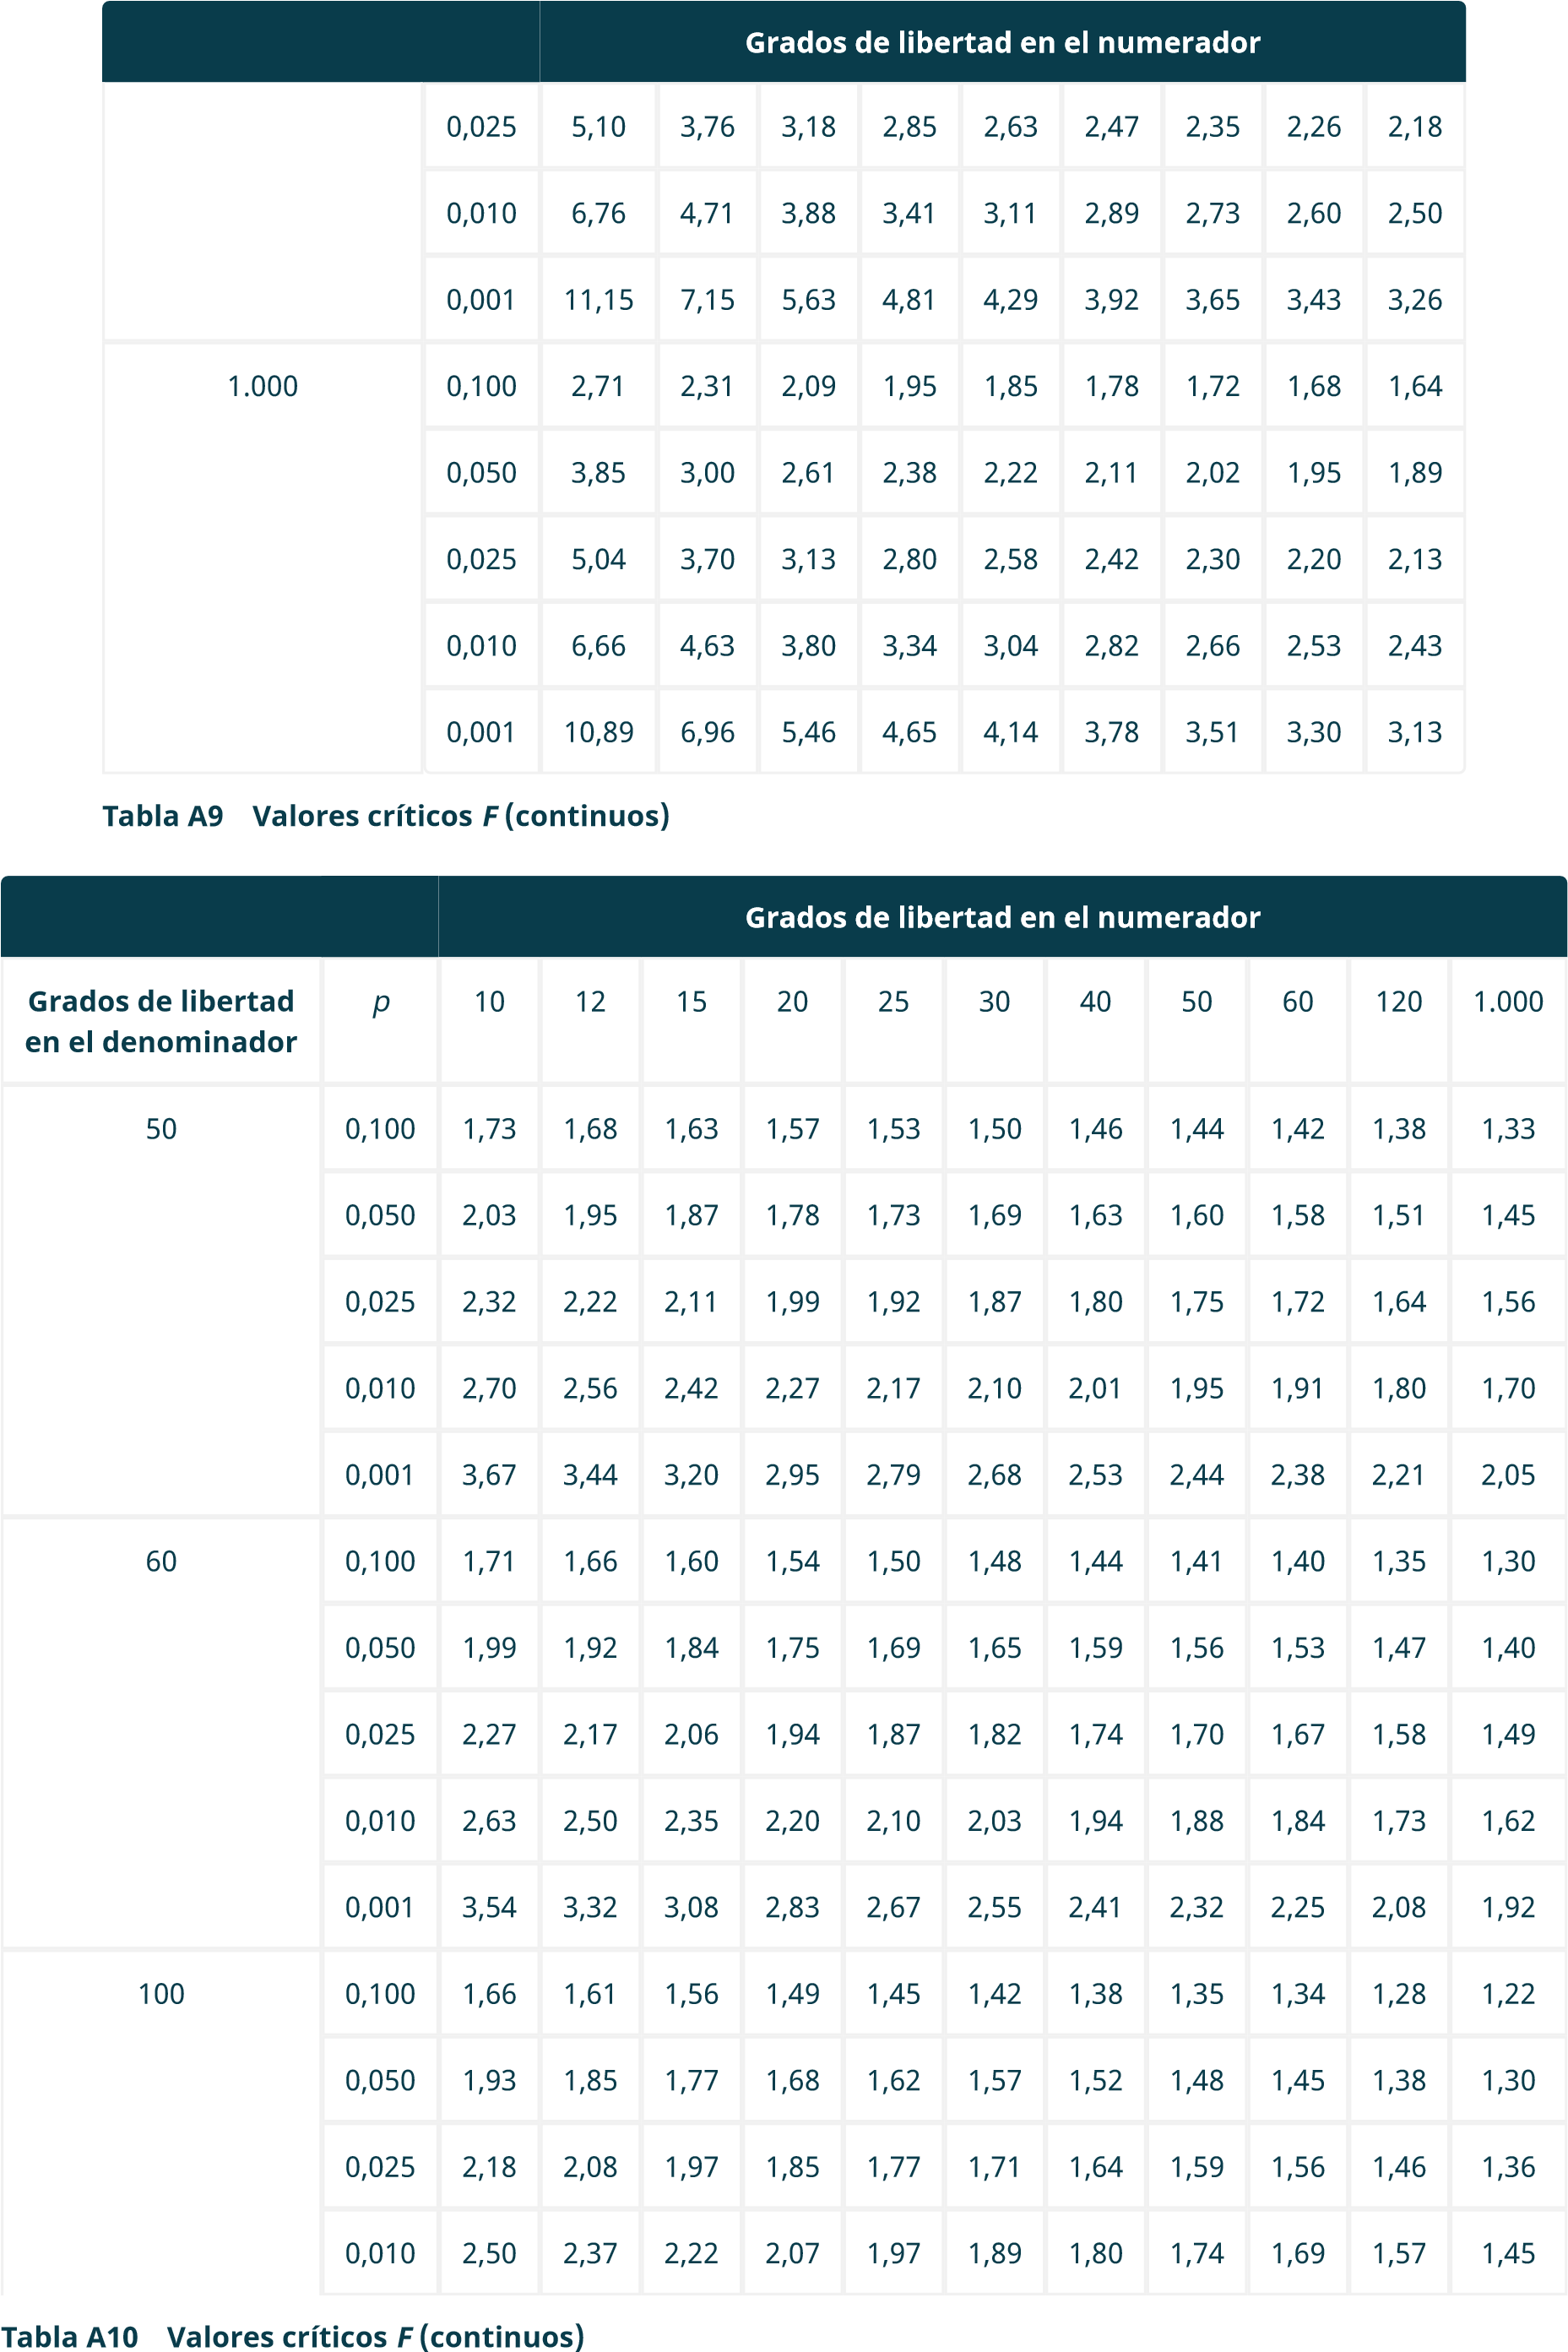 Grados de libertad en el numerador
0,025 5,10 3,76 3,18 2,85 2,63 2,47 2,35 2,26 2,18
0,010 6,76 4,71 3,88 3,41 3,11 2,89 2,73 2,60 2,50
0,001 11,15 7,15 5,63 4,81 4,29 3,92 3,65 3,43 3,26
1.000 0,100 2,71 2,31 2,09 1,95 1,85 1,78 1,72 1,68 1,64
0,050 3,85 3,00 2,61 2,38 2,22 2,11 2,02 1,95 1,89
0,025 5,04 3,70 3,13 2,80 2,58 2,42 2,30 2,20 2,13
0,010 6,66 4,63 3,80 3,34 3,04 2,82 2,66 2,53 2,43
0,001 10,89 6,96 5,46 4,65 4,14 3,78 3,51 3,30 3,13
Tabla A9 Valores críticos F (continuos)
Grados de libertad en el numerador
Grados de libertad p 10 12 15 20 25 30 40 50 60 120 1.000
en el denominador
50 0,100 1,73 1,68 1,63 1,57 1,53 1,50 1,46 1,44 1,42 1,38 1,33
0,050 2,03 1,95 1,87 1,78 1,73 1,69 1,63 1,60 1,58 1,51 1,45
0,025 2,32 2,22 2,11 1,99 1,92 1,87 1,80 1,75 1,72 1,64 1,56
0,010 2,70 2,56 2,42 2,27 2,17 2,10 2,01 1,95 1,91 1,80 1,70
0,001 3,67 3,44 3,20 2,95 2,79 2,68 2,53 2,44 2,38 2,21 2,05
60 0,100 1,71 1,66 1,60 1,54 1,50 1,48 1,44 1,41 1,40 1,35 1,30
0,050 1,99 1,92 1,84 1,75 1,69 1,65 1,59 1,56 1,53 1,47 1,40
0,025 2,27 2,17 2,06 1,94 1,87 1,82 1,74 1,70 1,67 1,58 1,49
0,010 2,63 2,50 2,35 2,20 2,10 2,03 1,94 1,88 1,84 1,73 1,62
0,001 3,54 3,32 3,08 2,83 2,67 2,55 2,41 2,32 2,25 2,08 1,92
100 0,100 1,66 1,61 1,56 1,49 1,45 1,42 1,38 1,35 1,34 1,28 1,22
0,050 1,93 1,85 1,77 1,68 1,62 1,57 1,52 1,48 1,45 1,38 1,30
0,025 2,18 2,08 1,97 1,85 1,77 1,71 1,64 1,59 1,56 1,46 1,36
0,010 2,50 2,37 2,22 2,07 1,97 1,89 1,80 1,74 1,69 1,57 1,45
Tabla A10 Valores críticos F (continuos)